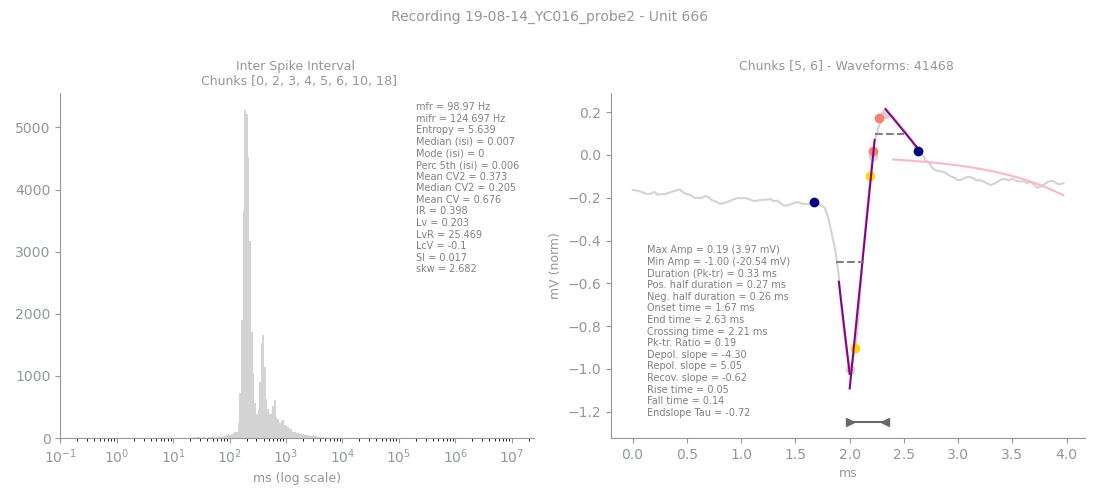 Recording 19-08-14_YC016_probe2 - Unit 666
Inter Spike Interval
Chunks [0, 2, 3, 4, 5, 6, 10, 18]
mfr = 98.97 Hz
mifr = 124.697 Hz
Entropy = 5.639
Median (isi) = 0.007
Mode (isi) = 0
Perc 5th (isi) = 0.006
Mean CV2 = 0.373
Median CV2 = 0.205
Mean CV = 0.676
IR = 0.398
Lv = 0.203
LvR = 25.469
LcV = -0.1
SI = 0.017
skw = 2.682
5000
4000
3000
2000
1000
0
10⁻¹ 10⁰ 10¹ 10² 10³ 10⁴ 10⁵ 10⁶ 10⁷
ms (log scale)
Chunks [5, 6] - Waveforms: 41468
mV (norm)
0.2
0.0
−0.2
−0.4
−0.6
−0.8
−1.0
−1.2
Max Amp = 0.19 (3.97 mV)
Min Amp = -1.00 (-20.54 mV)
Duration (Pk-tr) = 0.33 ms
Pos. half duration = 0.27 ms
Neg. half duration = 0.26 ms
Onset time = 1.67 ms
End time = 2.63 ms
Crossing time = 2.21 ms
Pk-tr. Ratio = 0.19
Depol. slope = -4.30
Repol. slope = 5.05
Recov. slope = -0.62
Rise time = 0.05
Fall time = 0.14
Endslope Tau = -0.72
0.0 0.5 1.0 1.5 2.0 2.5 3.0 3.5 4.0
ms